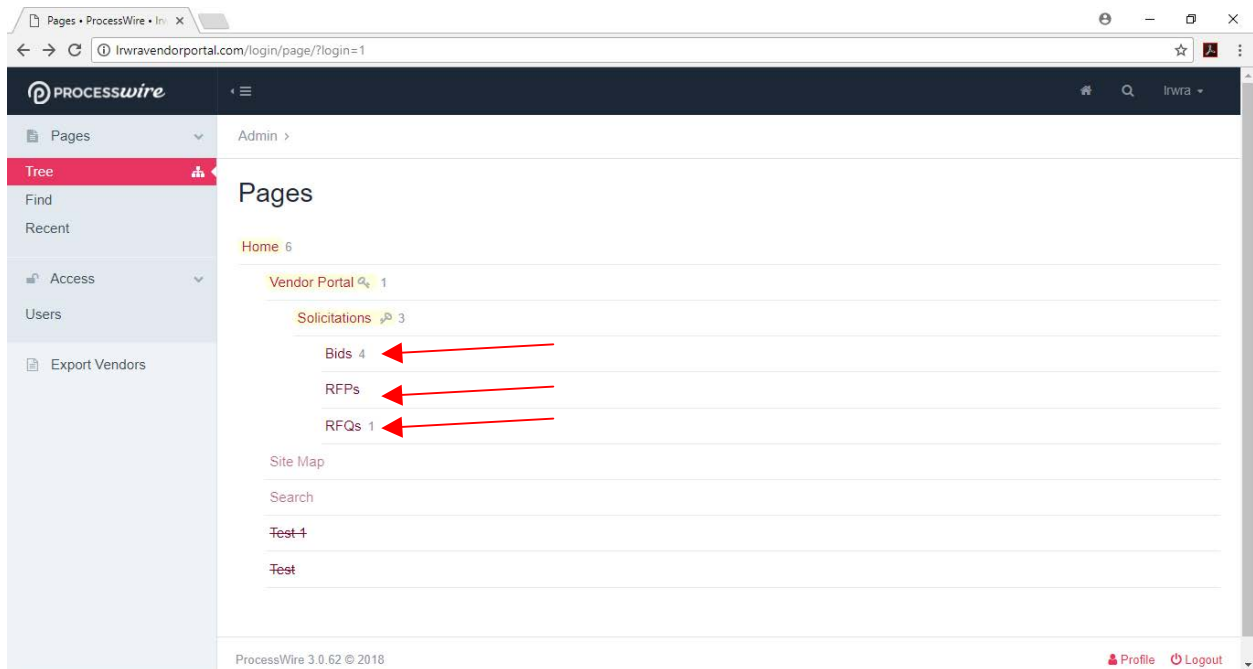 Pages • ProcessWire • lrw
lrwravendorportal.com/login/page/?login=1
PROCESSwire
lrwra
Pages
Admin >
Tree
Find
Recent
Pages
Home 6
Access
Vendor Portal 1
Users
Solicitations 3
Bids 4
Export Vendors
RFPs
RFQs 1
Site Map
Search
Test 1
Test
ProcessWire 3.0.62 © 2018
Profile
Logout